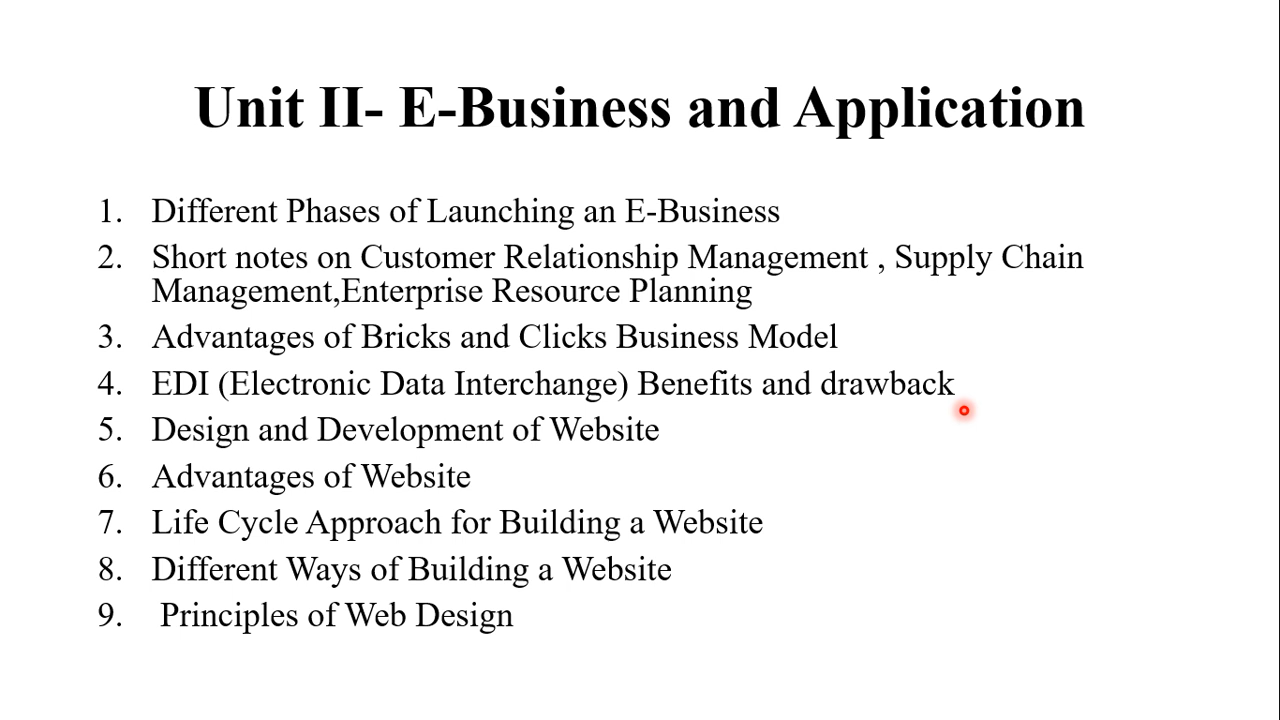 Unit II- E-Business and Application
1. Different Phases of Launching an E-Business
2. Short notes on Customer Relationship Management , Supply Chain
Management,Enterprise Resource Planning
3. Advantages of Bricks and Clicks Business Model
4. EDI (Electronic Data Interchange) Benefits and drawback
5. Design and Development of Website
6. Advantages of Website
7. Life Cycle Approach for Building a Website
8. Different Ways of Building a Website
9. Principles of Web Design